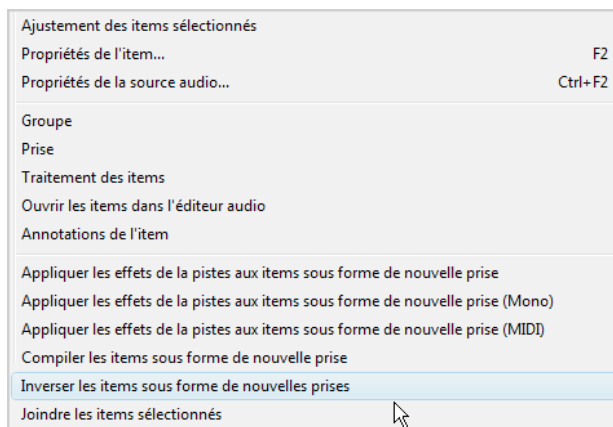 Ajustement des items sélectionnés
Propriétés de l'item... F2
Propriétés de la source audio... Ctrl+F2
Groupe
Prise
Traitement des items
Ouvrir les items dans l'éditeur audio
Annotations de l'item
Appliquer les effets de la pistes aux items sous forme de nouvelle prise
Appliquer les effets de la pistes aux items sous forme de nouvelle prise (Mono)
Appliquer les effets de la pistes aux items sous forme de nouvelle prise (MIDI)
Compiler les items sous forme de nouvelle prise
Inverser les items sous forme de nouvelles prises
Joindre les items sélectionnés